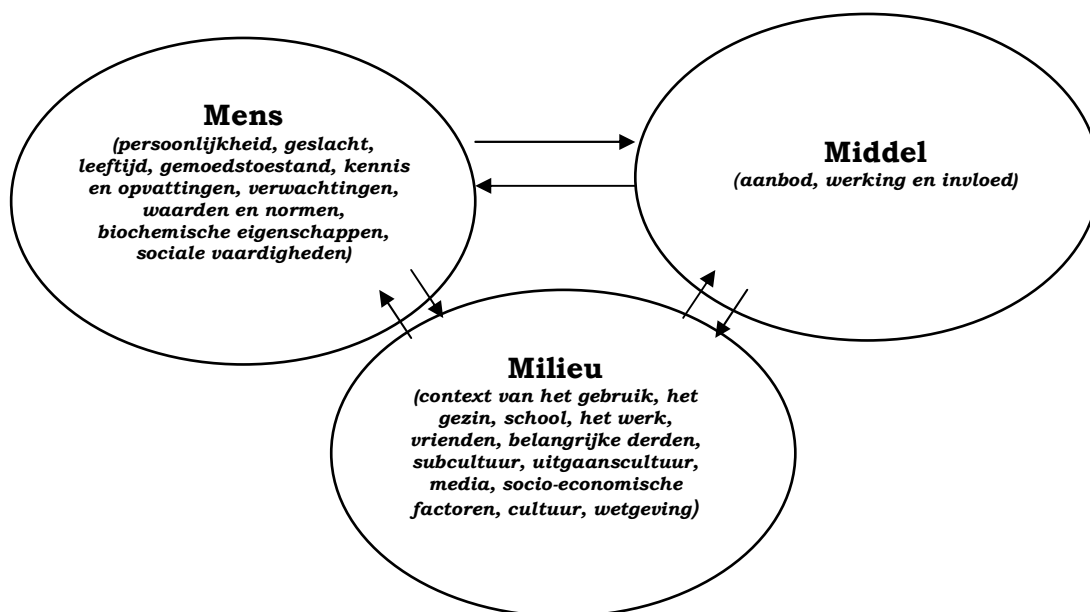 Mens
(persoonlijkheid, geslacht,
leeftijd, gemoedstoestand, kennis
en opvattingen, verwachtingen,
waarden en normen,
biochemische eigenschappen,
sociale vaardigheden)
Middel
(aanbod, werking en invloed)
Milieu
(context van het gebruik, het
gezin, school, het werk,
vrienden, belangrijke derden,
subcultuur, uitgaanscultuur,
media, socio-economische
factoren, cultuur, wetgeving)